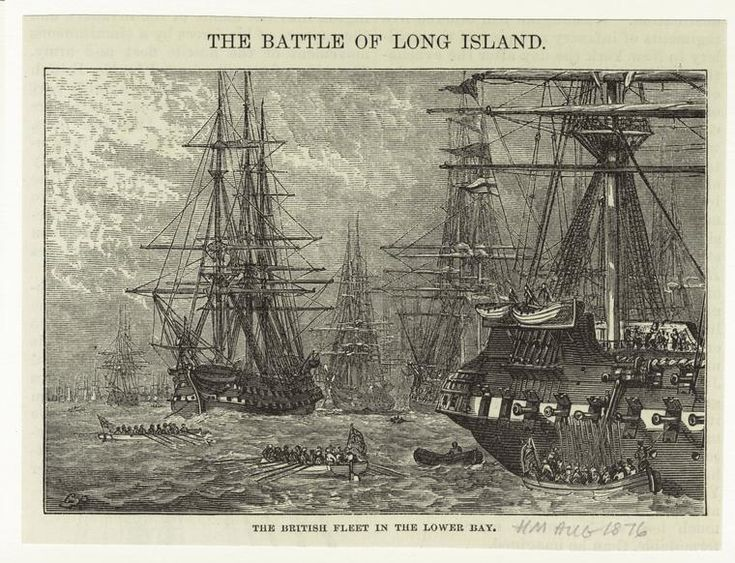 THE BATTLE OF LONG ISLAND.
THE BRITISH FLEET IN THE LOWER BAY.
HM AUG 1876